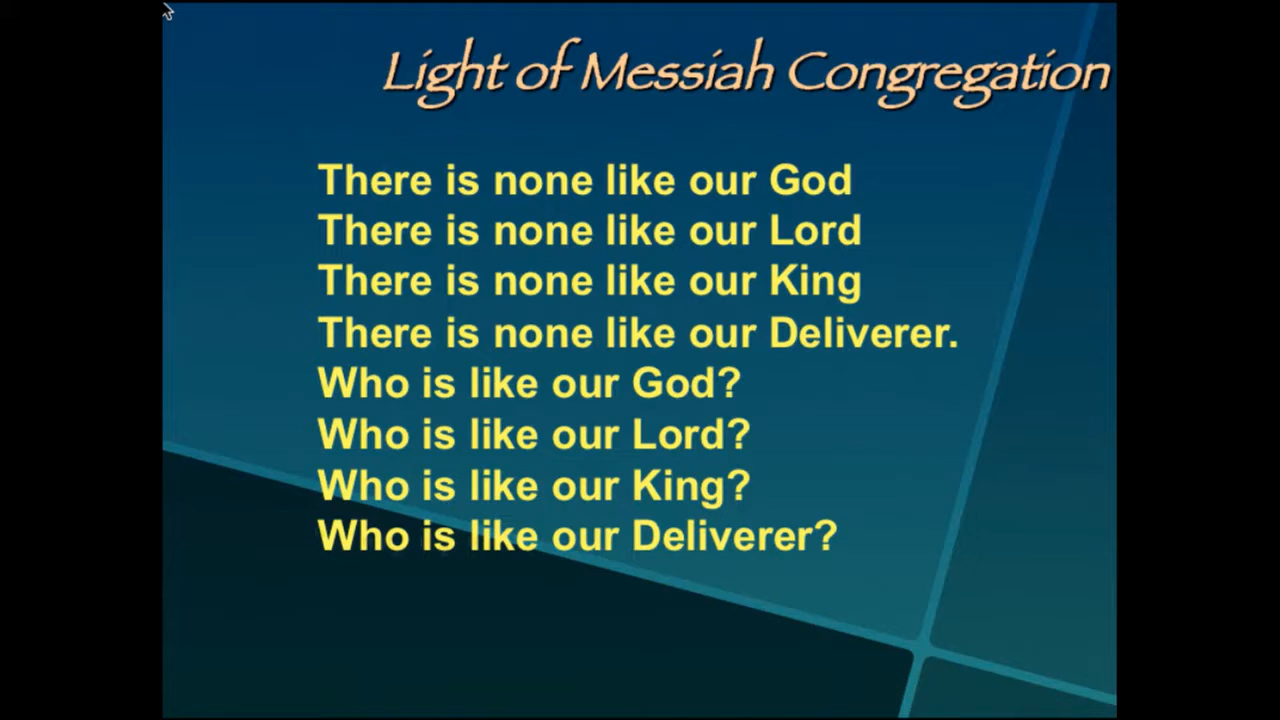 Light of Messiah Congregation
There is none like our God
There is none like our Lord
There is none like our King
There is none like our Deliverer.
Who is like our God?
Who is like our Lord?
Who is like our King?
Who is like our Deliverer?